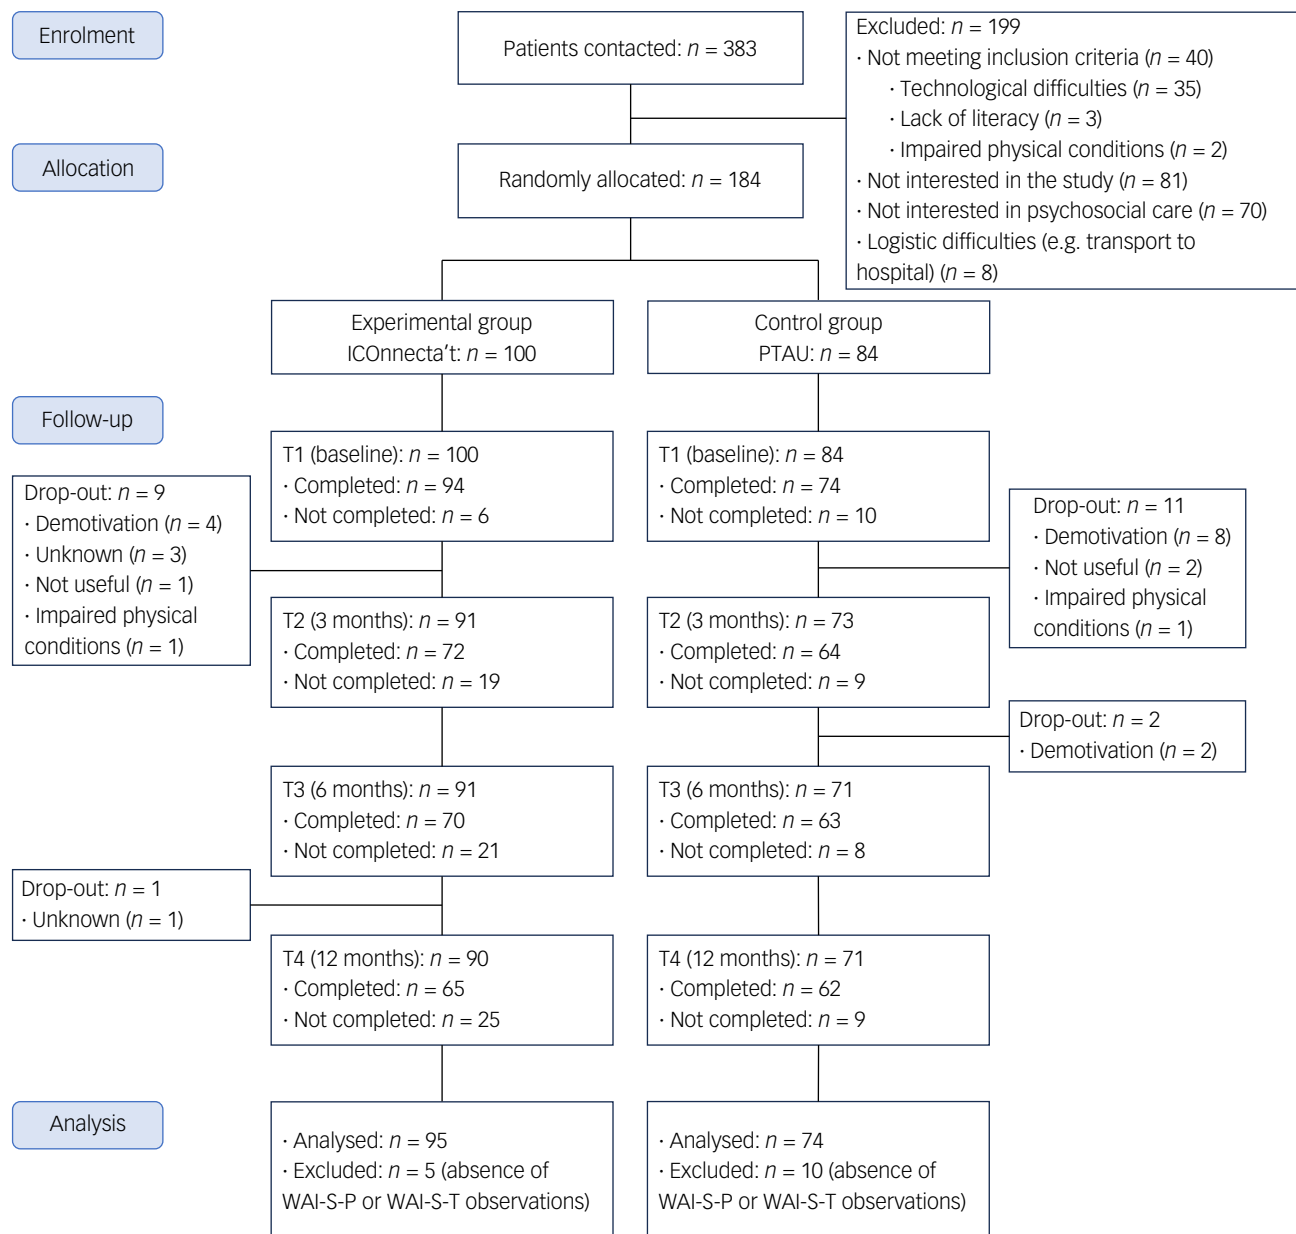 Enrolment
Patients contacted: n = 383
Excluded: n = 199
· Not meeting inclusion criteria (n = 40)
· Technological difficulties (n = 35)
· Lack of literacy (n = 3)
· Impaired physical conditions (n = 2)
· Not interested in the study (n = 81)
· Not interested in psychosocial care (n = 70)
· Logistic difficulties (e.g. transport to
hospital) (n = 8)
Allocation
Randomly allocated: n = 184
Experimental group
ICOnnecta't: n = 100
Control group
PTAU: n = 84
Follow-up
T1 (baseline): n = 100
· Completed: n = 94
· Not completed: n = 6
T1 (baseline): n = 84
· Completed: n = 74
· Not completed: n = 10
Drop-out: n = 9
· Demotivation (n = 4)
· Unknown (n = 3)
· Not useful (n = 1)
· Impaired physical
conditions (n = 1)
Drop-out: n = 11
· Demotivation (n = 8)
· Not useful (n = 2)
· Impaired physical
conditions (n = 1)
T2 (3 months): n = 91
· Completed: n = 72
· Not completed: n = 19
T2 (3 months): n = 73
· Completed: n = 64
· Not completed: n = 9
Drop-out: n = 2
· Demotivation (n = 2)
T3 (6 months): n = 91
· Completed: n = 70
· Not completed: n = 21
T3 (6 months): n = 71
· Completed: n = 63
· Not completed: n = 8
Drop-out: n = 1
· Unknown (n = 1)
T4 (12 months): n = 90
· Completed: n = 65
· Not completed: n = 25
T4 (12 months): n = 71
· Completed: n = 62
· Not completed: n = 9
Analysis
· Analysed: n = 95
· Excluded: n = 5 (absence of
WAI-S-P or WAI-S-T observations)
· Analysed: n = 74
· Excluded: n = 10 (absence of
WAI-S-P or WAI-S-T observations)